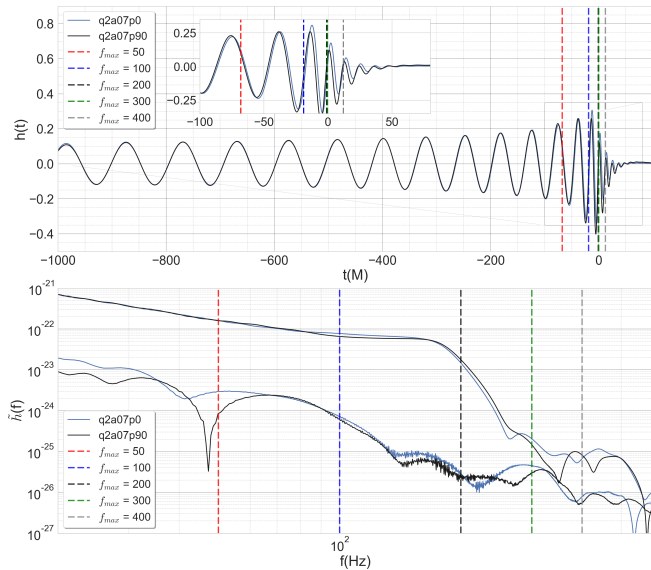 q2a07p0
q2a07p90
f_max = 50
f_max = 100
f_max = 200
f_max = 300
f_max = 400
h(t)
0.8
0.6
0.4
0.2
0.0
−0.2
−0.4
0.25
0.00
−0.25
−100
−50
0
50
−1000
−800
−600
−400
−200
0
t(M)
q2a07p0
q2a07p90
f_max = 50
f_max = 100
f_max = 200
f_max = 300
f_max = 400
h̃(f)
10^-21
10^-22
10^-23
10^-24
10^-25
10^-26
10^-27
10^2
f(Hz)